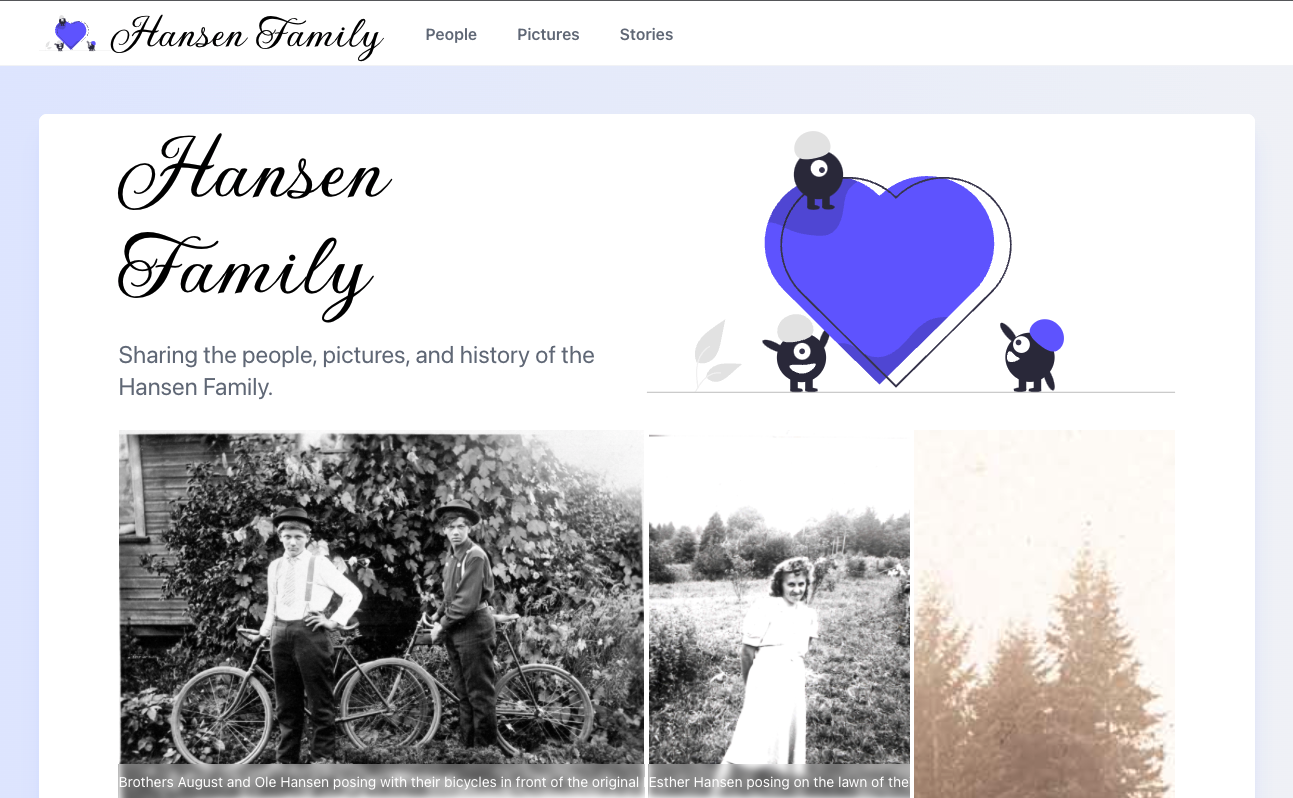 Hansen Family People Pictures Stories
Hansen
Family
Sharing the people, pictures, and history of the
Hansen Family.
Brothers August and Ole Hansen posing with their bicycles in front of the original
Esther Hansen posing on the lawn of the